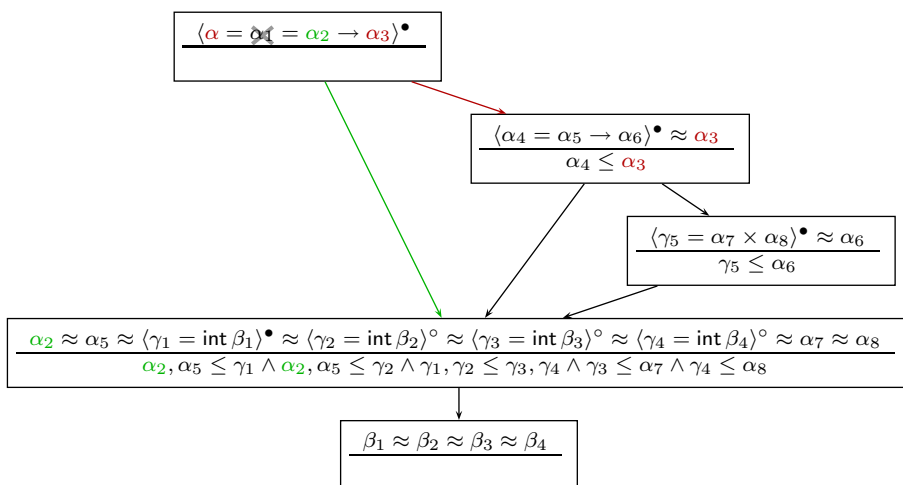 ⟨α = α₁ = α₂ → α₃⟩•
⟨α₄ = α₅ → α₆⟩• ≈ α₃
α₄ ≤ α₃
⟨γ₅ = α₇ × α₈⟩• ≈ α₆
γ₅ ≤ α₆
α₂ ≈ α₅ ≈ ⟨γ₁ = int β₁⟩• ≈ ⟨γ₂ = int β₂⟩° ≈ ⟨γ₃ = int β₃⟩° ≈ ⟨γ₄ = int β₄⟩° ≈ α₇ ≈ α₈
α₂, α₅ ≤ γ₁ ∧ α₂, α₅ ≤ γ₂ ∧ γ₁, γ₂ ≤ γ₃, γ₄ ∧ γ₃ ≤ α₇ ∧ γ₄ ≤ α₈
β₁ ≈ β₂ ≈ β₃ ≈ β₄